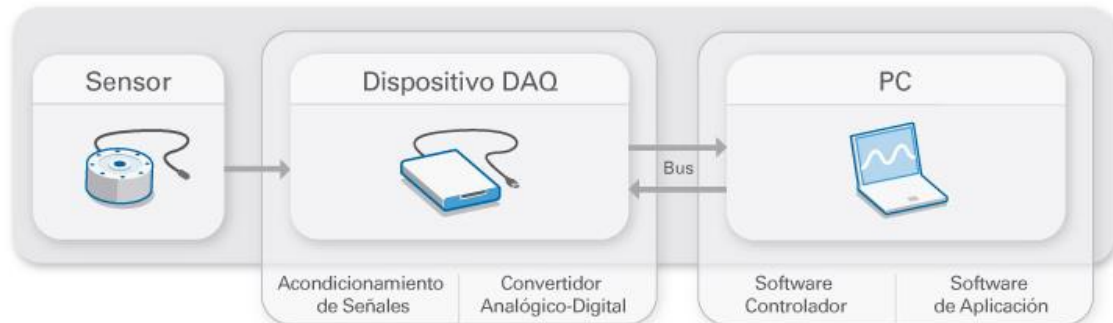 Sensor
Dispositivo DAQ
PC
Bus
Acondicionamiento
de Señales
Convertidor
Analógico-Digital
Software
Controlador
Software
de Aplicación